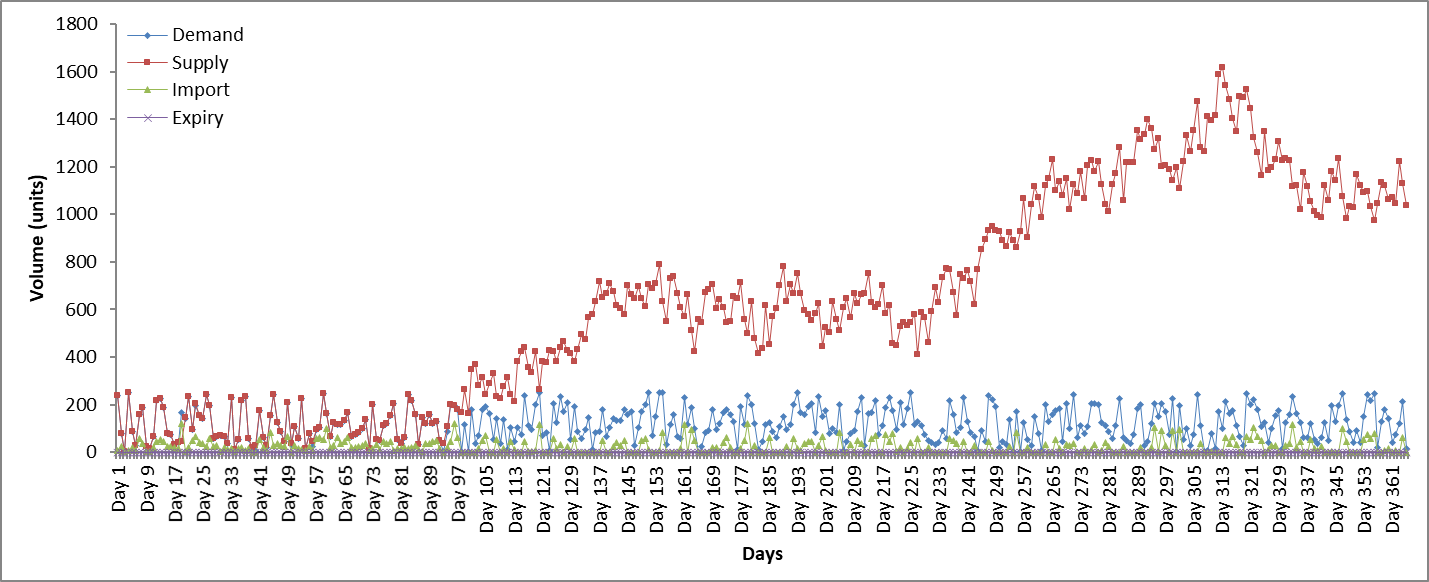 1800
1600
1400
1200
1000
800
600
400
200
0
Volume (units)
Demand
Supply
Import
Expiry
Day 1
Day 9
Day 17
Day 25
Day 33
Day 41
Day 49
Day 57
Day 65
Day 73
Day 81
Day 89
Day 97
Day 105
Day 113
Day 121
Day 129
Day 137
Day 145
Day 153
Day 161
Day 169
Day 177
Day 185
Day 193
Day 201
Day 209
Day 217
Day 225
Day 233
Day 241
Day 249
Day 257
Day 265
Day 273
Day 281
Day 289
Day 297
Day 305
Day 313
Day 321
Day 329
Day 337
Day 345
Day 353
Day 361
Days